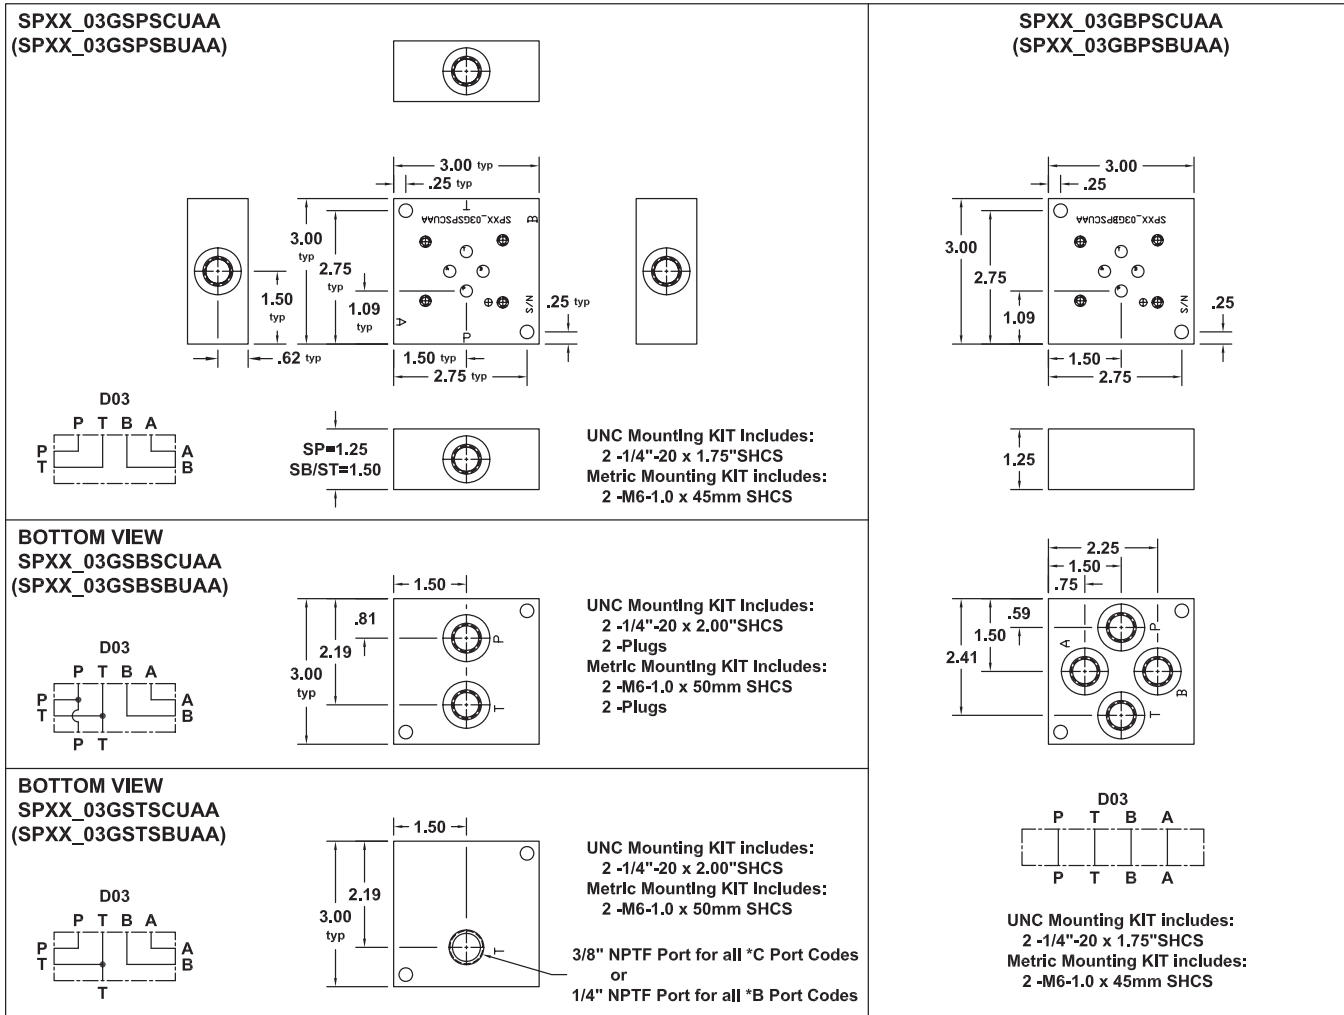 SPXX_03GSPSCUAA
(SPXX_03GSPSBUAA)
3.00 typ
.25 typ
SPXX_03GSPSCUAA
T
B
A
P
S/N
3.00
typ
2.75
typ
1.09
typ
1.50
typ
.62 typ
.25 typ
1.50 typ
2.75 typ
D03
P T B A
P A
T B
SP=1.25
SB/ST=1.50
UNC Mounting KIT includes:
2 -1/4"-20 x 1.75"SHCS
Metric Mounting KIT includes:
2 -M6-1.0 x 45mm SHCS
BOTTOM VIEW
SPXX_03GSBSCUAA
(SPXX_03GSBSBUAA)
D03
P T B A
P A
T B
P T
1.50
.81
2.19
3.00
typ
P
T
UNC Mounting KIT includes:
2 -1/4"-20 x 2.00"SHCS
2 -Plugs
Metric Mounting KIT includes:
2 -M6-1.0 x 50mm SHCS
2 -Plugs
BOTTOM VIEW
SPXX_03GSTSCUAA
(SPXX_03GSTSBUAA)
D03
P T B A
P A
T B
T
1.50
2.19
3.00
typ
T
UNC Mounting KIT includes:
2 -1/4"-20 x 2.00"SHCS
Metric Mounting KIT includes:
2 -M6-1.0 x 50mm SHCS
3/8" NPTF Port for all *C Port Codes
or
1/4" NPTF Port for all *B Port Codes
SPXX_03GBPSCUAA
(SPXX_03GBPSBUAA)
3.00
.25
SPXX_03GBPSCUAA
S/N
3.00
2.75
1.09
.25
1.50
2.75
1.25
2.25
1.50
.75
.59
1.50
2.41
P
A
B
T
D03
P T B A
P T B A
UNC Mounting KIT includes:
2 -1/4"-20 x 1.75"SHCS
Metric Mounting KIT includes:
2 -M6-1.0 x 45mm SHCS